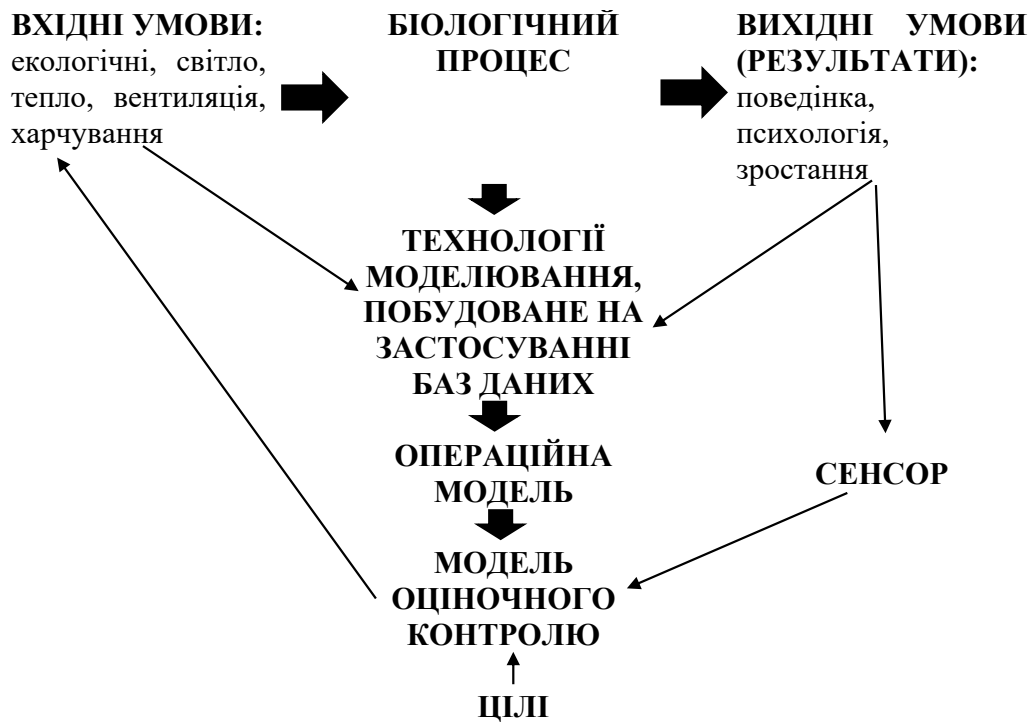 ВХІДНІ УМОВИ:
екологічні, світло,
тепло, вентиляція,
харчування
БІОЛОГІЧНИЙ
ПРОЦЕС
ВИХІДНІ УМОВИ
(РЕЗУЛЬТАТИ):
поведінка,
психологія,
зростання
ТЕХНОЛОГІЇ
МОДЕЛЮВАННЯ,
ПОБУДОВАНЕ НА
ЗАСТОСУВАННІ
БАЗ ДАНИХ
ОПЕРАЦІЙНА
МОДЕЛЬ
СЕНСОР
МОДЕЛЬ
ОЦІНОЧНОГО
КОНТРОЛЮ
ЦІЛІ